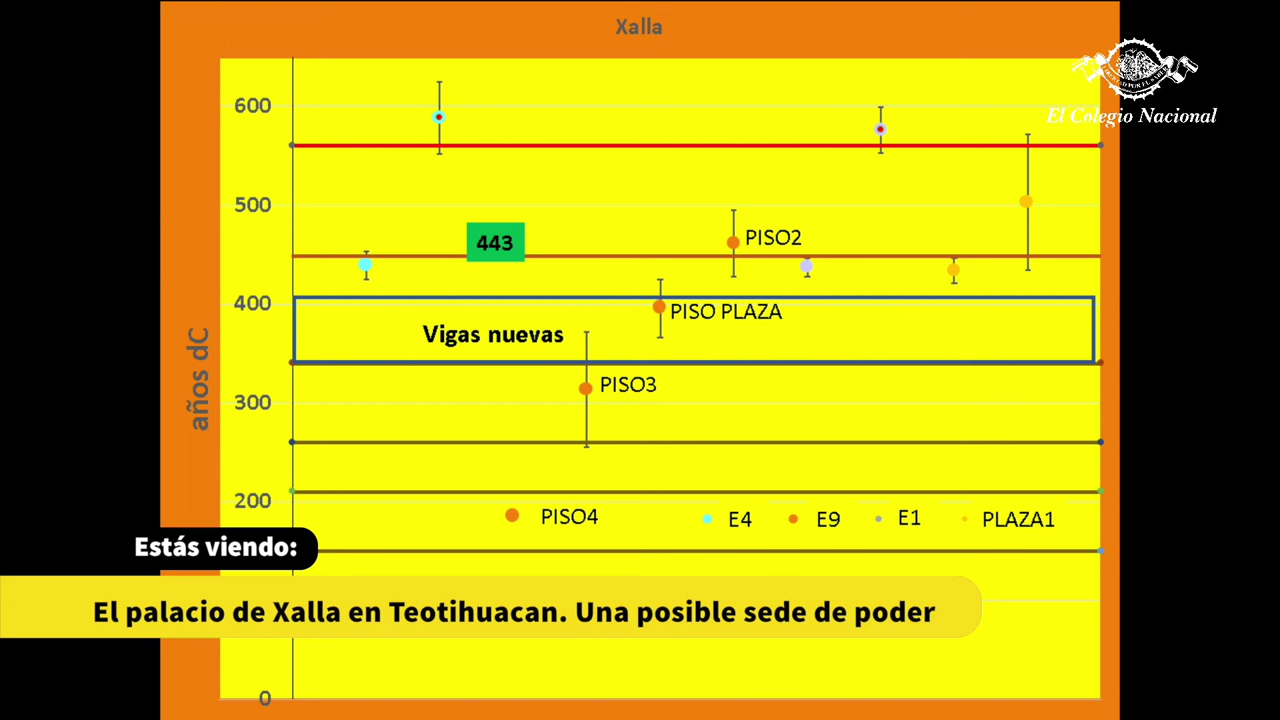 Xalla
El Colegio Nacional
años dC
600
500
400
300
200
0
443
PISO2
PISO PLAZA
Vigas nuevas
PISO3
PISO4
E4
E9
E1
PLAZA1
Estás viendo:
El palacio de Xalla en Teotihuacan. Una posible sede de poder